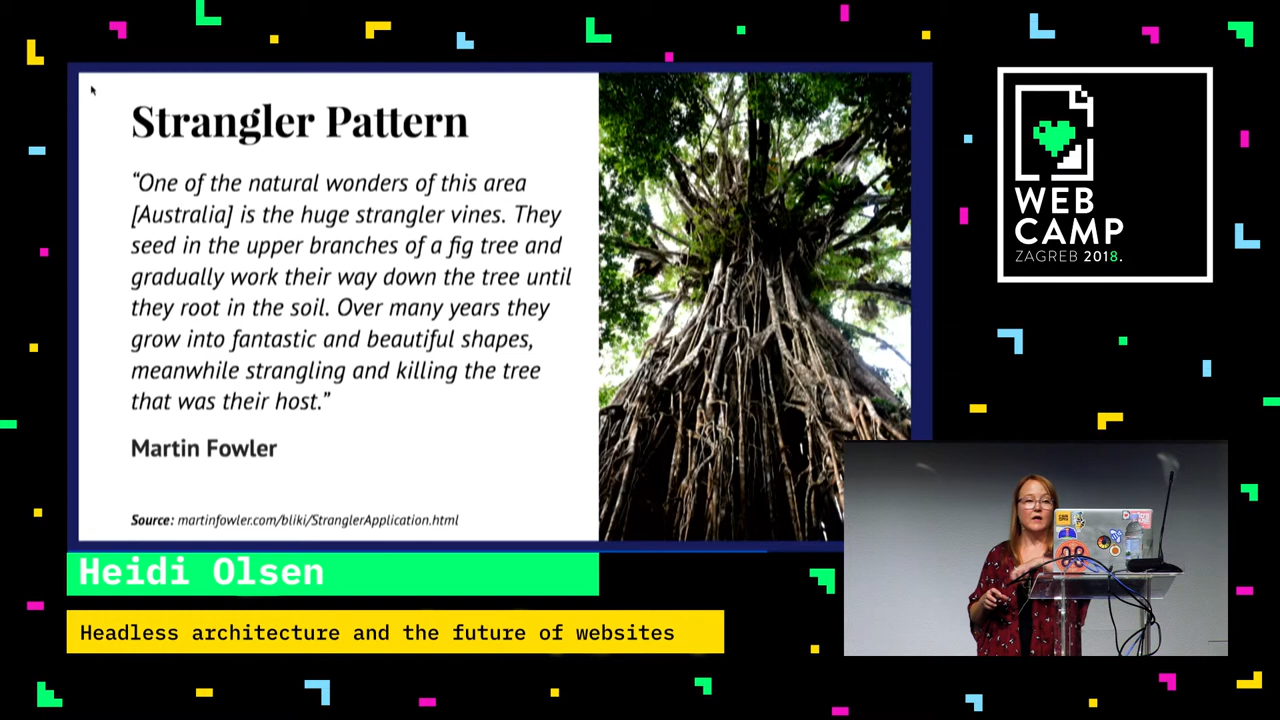 Strangler Pattern
“One of the natural wonders of this area
[Australia] is the huge strangler vines. They
seed in the upper branches of a fig tree and
gradually work their way down the tree until
they root in the soil. Over many years they
grow into fantastic and beautiful shapes,
meanwhile strangling and killing the tree
that was their host.”
Martin Fowler
Source: martinfowler.com/bliki/StranglerApplication.html
WEB
CAMP
ZAGREB 2018.
Heidi Olsen
Headless architecture and the future of websites